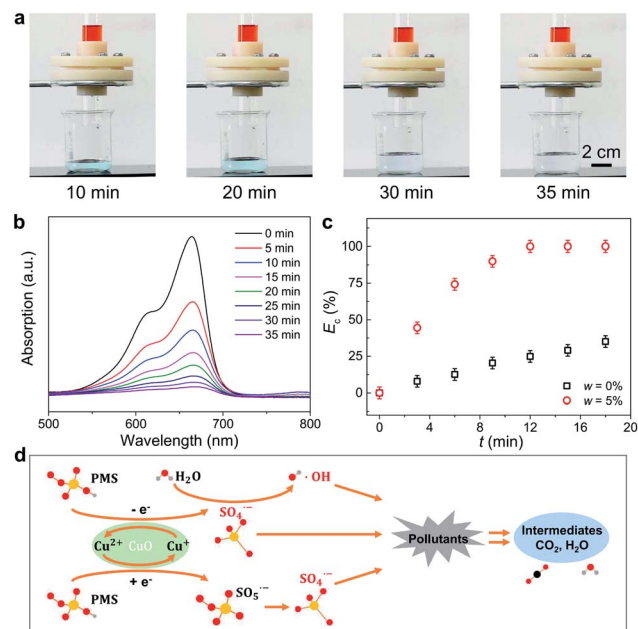 a
2 cm
10 min
20 min
30 min
35 min
b
Absorption (a.u.)
0 min
5 min
10 min
15 min
20 min
25 min
30 min
35 min
500
600
700
800
Wavelength (nm)
c
E_c (%)
100
75
50
25
0
w = 0%
w = 5%
0
4
8
12
16
20
t (min)
d
PMS
H₂O
· OH
- e⁻
SO₄·−
Cu²⁺ CuO Cu⁺
+ e⁻
PMS
SO₅·−
SO₄·−
Pollutants
Intermediates
CO₂, H₂O